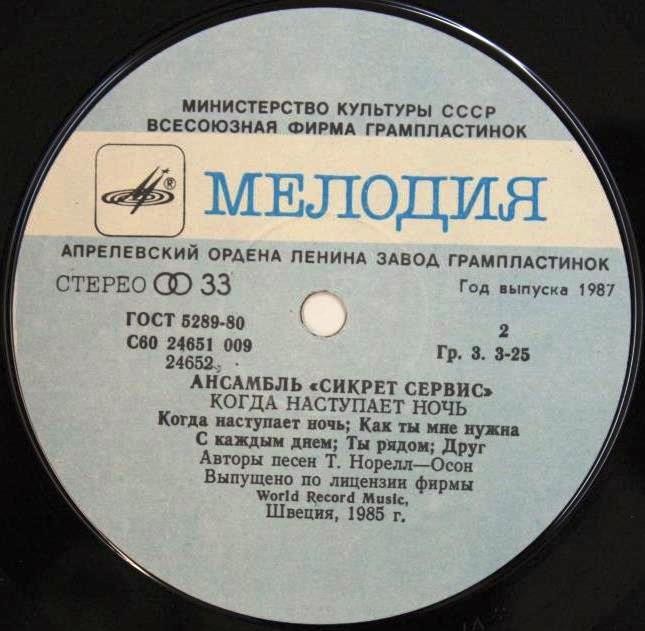 МИНИСТЕРСТВО КУЛЬТУРЫ СССР
ВСЕСОЮЗНАЯ ФИРМА ГРАМПЛАСТИНОК
® МЕЛОДИЯ
АПРЕЛЕВСКИЙ ОРДЕНА ЛЕНИНА ЗАВОД ГРАМПЛАСТИНОК
СТЕРЕО 33
Год выпуска 1987
ГОСТ 5289-80
2
С60 24651 009
Гр. 3. 3-25
24652
АНСАМБЛЬ «СИКРЕТ СЕРВИС»
КОГДА НАСТУПАЕТ НОЧЬ
Когда наступает ночь; Как ты мне нужна
С каждым днем; Ты рядом; Друг
Авторы песен Т. Норелл—Осон
Выпущено по лицензии фирмы
World Record Music,
Швеция, 1985 г.